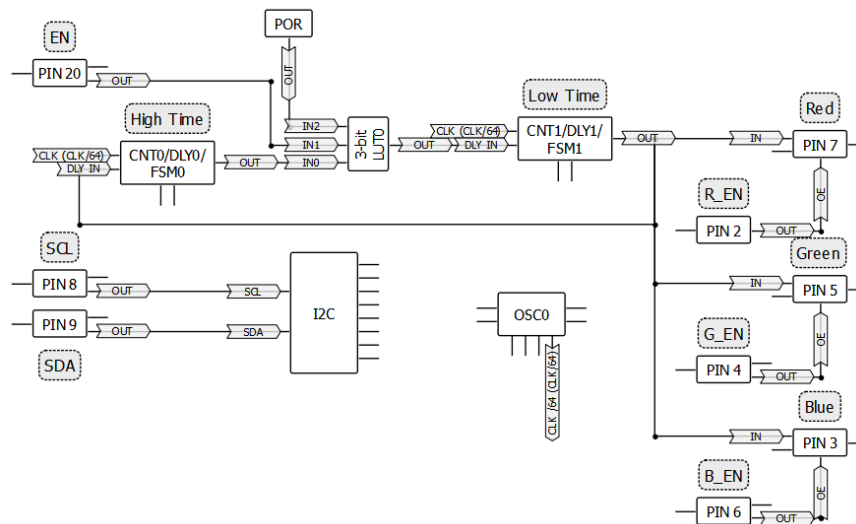 POR
EN
PIN 20
OUT
OUT
High Time
Low Time
Red
CLK (CLK/64)
DLY IN
CNT0/DLY0/
FSM0
OUT
IN2
IN1
IN0
3-bit
LUT0
OUT
CLK (CLK/64)
DLY IN
CNT1/DLY1/
FSM1
OUT
IN
PIN 7
OE
R_EN
PIN 2
OUT
Green
SCL
PIN 8
OUT
SCL
I2C
PIN 9
OUT
SDA
SDA
OSC0
CLK /64 (CLK/64)
IN
PIN 5
OE
G_EN
PIN 4
OUT
Blue
IN
PIN 3
OE
B_EN
PIN 6
OUT